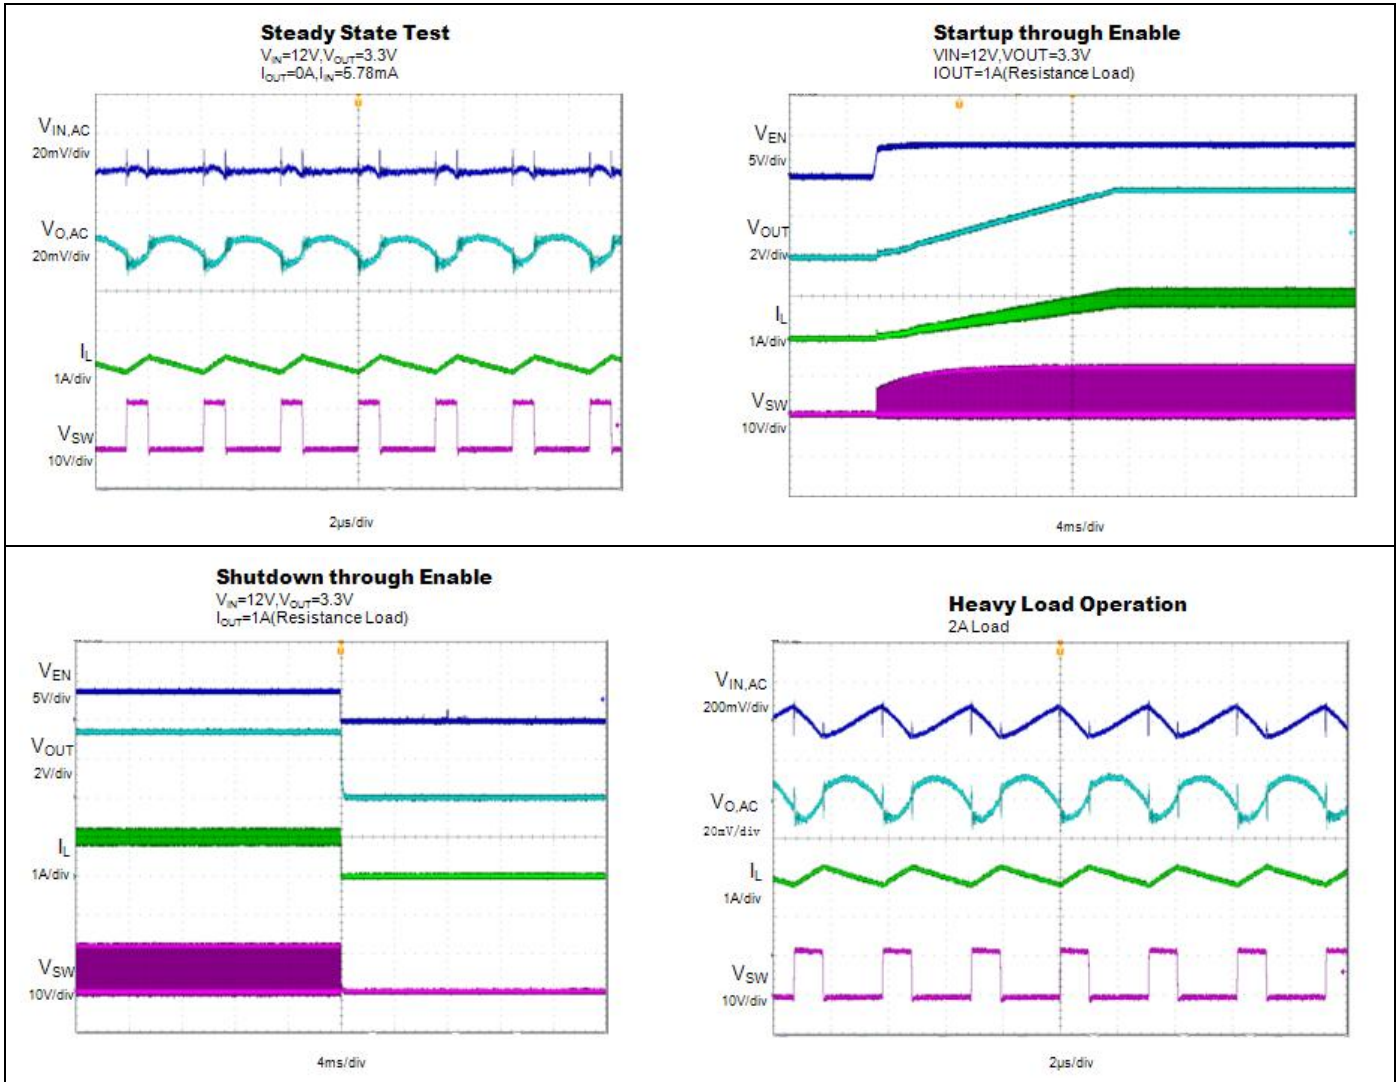 Steady State Test
VIN=12V,VOUT=3.3V
IOUT=0A,IIN=5.78mA
VIN,AC
20mV/div
VO,AC
20mV/div
IL
1A/div
VSW
10V/div
2µs/div
Startup through Enable
VIN=12V,VOUT=3.3V
IOUT=1A(Resistance Load)
VEN
5V/div
VOUT
2V/div
IL
1A/div
VSW
10V/div
4ms/div
Shutdown through Enable
VIN=12V,VOUT=3.3V
IOUT=1A(Resistance Load)
VEN
5V/div
VOUT
2V/div
IL
1A/div
VSW
10V/div
4ms/div
Heavy Load Operation
2A Load
VIN,AC
200mV/div
VO,AC
20mV/div
IL
1A/div
VSW
10V/div
2µs/div